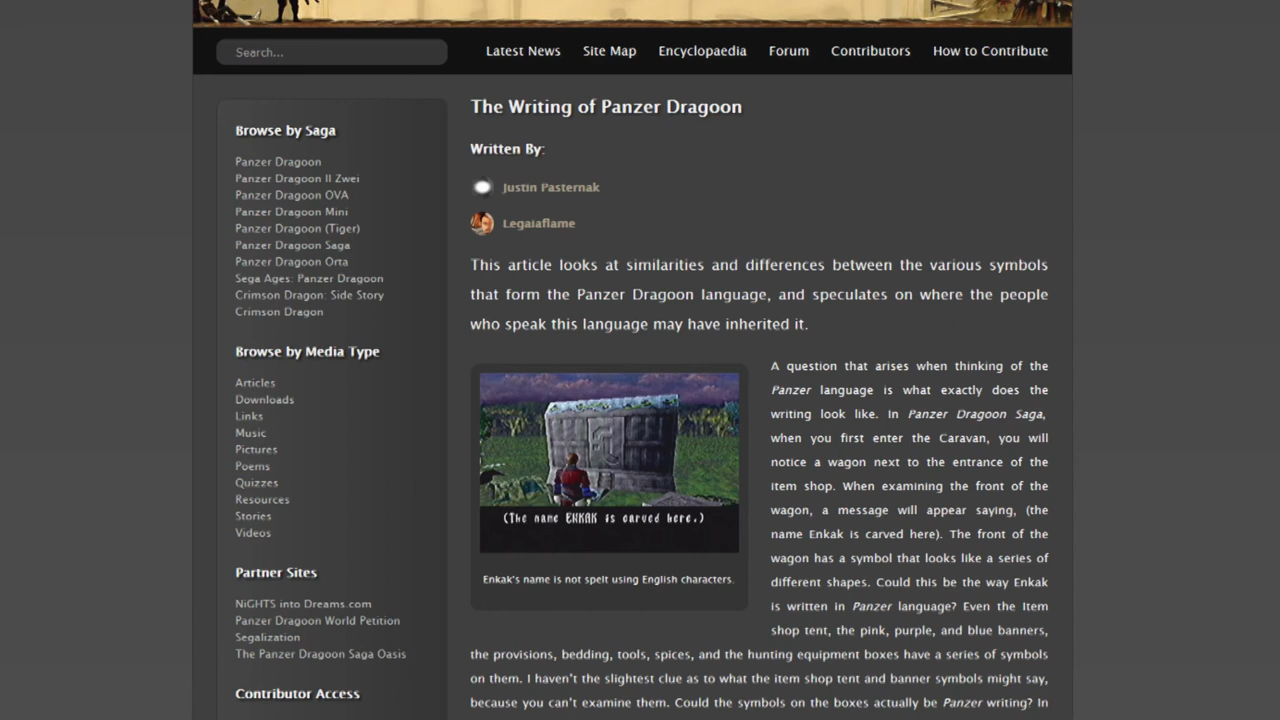 Search...
Latest News
Site Map
Encyclopaedia
Forum
Contributors
How to Contribute
Browse by Saga
Panzer Dragoon
Panzer Dragoon II Zwei
Panzer Dragoon OVA
Panzer Dragoon Mini
Panzer Dragoon (Tiger)
Panzer Dragoon Saga
Panzer Dragoon Orta
Sega Ages: Panzer Dragoon
Crimson Dragon: Side Story
Crimson Dragon
Browse by Media Type
Articles
Downloads
Links
Music
Pictures
Poems
Quizzes
Resources
Stories
Videos
Partner Sites
NiGHTS into Dreams.com
Panzer Dragoon World Petition
Segalization
The Panzer Dragoon Saga Oasis
Contributor Access
The Writing of Panzer Dragoon
Written By:
Justin Pasternak
Legaiaflame
This article looks at similarities and differences between the various symbols
that form the Panzer Dragoon language, and speculates on where the people
who speak this language may have inherited it.
(The name ENKAK is carved here.)
Enkak's name is not spelt using English characters.
A question that arises when thinking of the
Panzer language is what exactly does the
writing look like. In Panzer Dragoon Saga,
when you first enter the Caravan, you will
notice a wagon next to the entrance of the
item shop. When examining the front of the
wagon, a message will appear saying, (the
name Enkak is carved here). The front of the
wagon has a symbol that looks like a series of
different shapes. Could this be the way Enkak
is written in Panzer language? Even the Item
shop tent, the pink, purple, and blue banners,
the provisions, bedding, tools, spices, and the hunting equipment boxes have a series of symbols
on them. I haven't the slightest clue as to what the item shop tent and banner symbols might say,
because you can't examine them. Could the symbols on the boxes actually be Panzer writing? In